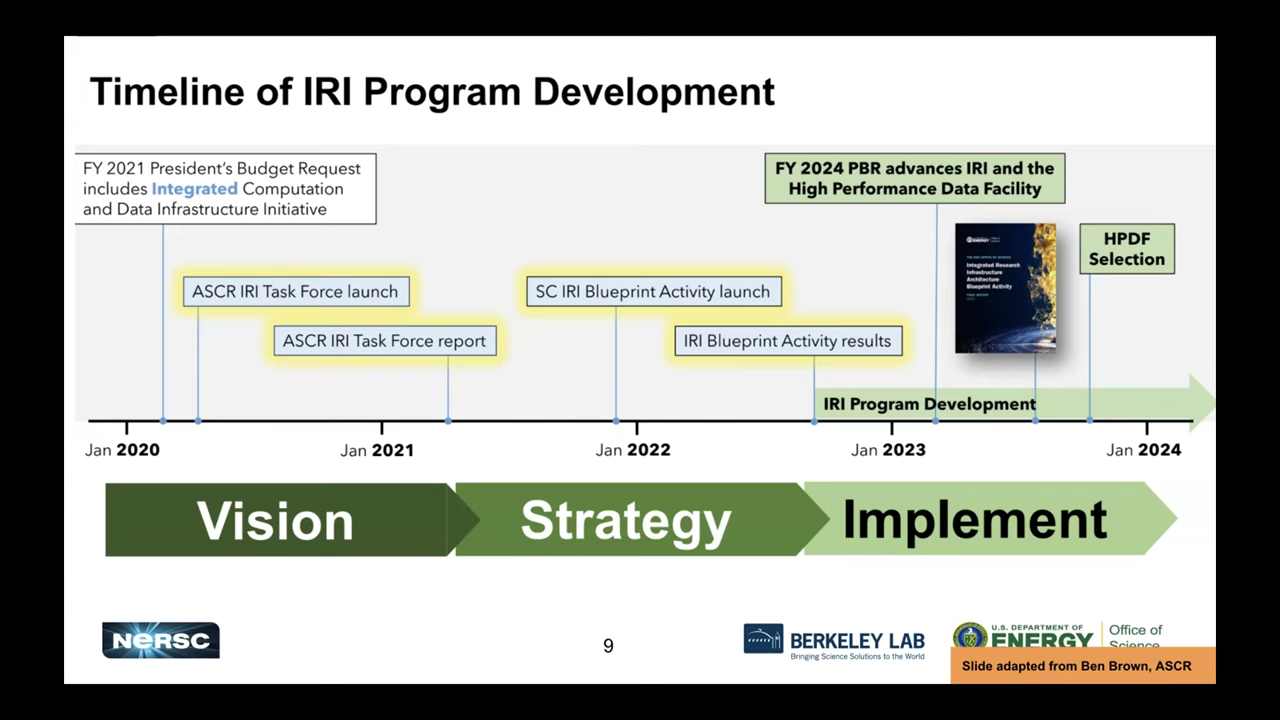 Timeline of IRI Program Development
FY 2021 President's Budget Request
includes Integrated Computation
and Data Infrastructure Initiative
FY 2024 PBR advances IRI and the
High Performance Data Facility
HPDF
Selection
ENERGY
Integrated Research
Infrastructure
Architecture
Blueprint Activity
FINAL REPORT
ASCR IRI Task Force launch
SC IRI Blueprint Activity launch
ASCR IRI Task Force report
IRI Blueprint Activity results
IRI Program Development
Jan 2020
Jan 2021
Jan 2022
Jan 2023
Jan 2024
Vision
Strategy
Implement
NERSC
9
BERKELEY LAB
Bringing Science Solutions to the World
U.S. DEPARTMENT OF
ENERGY
Office of
Science
Slide adapted from Ben Brown, ASCR